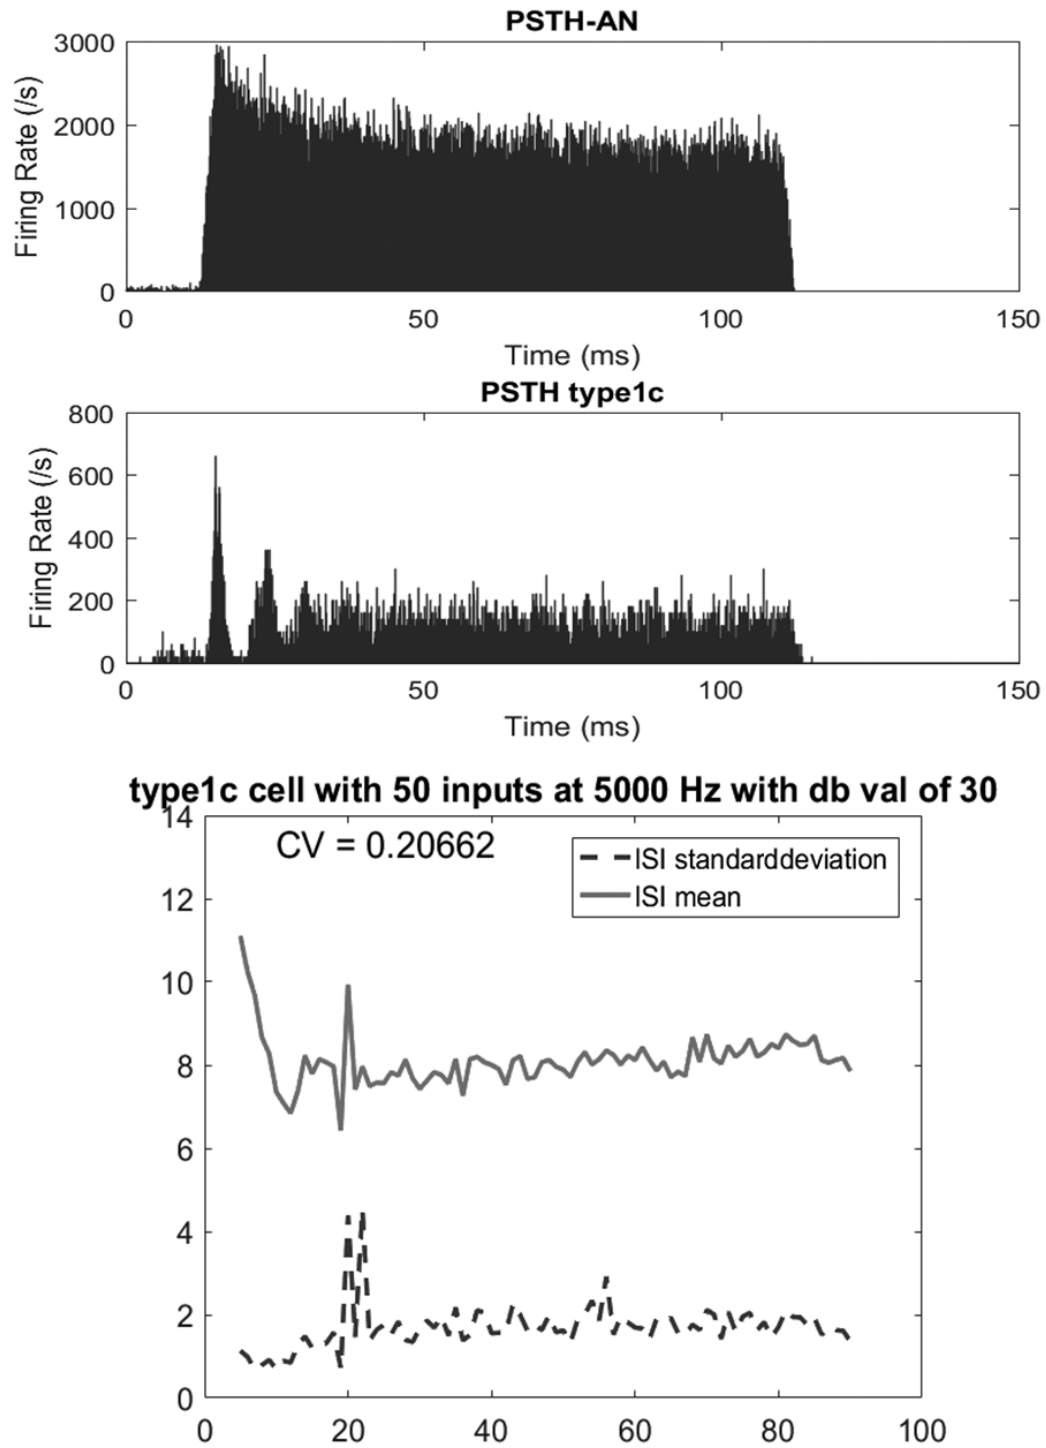 PSTH-AN
3000
2000
1000
0
Firing Rate (/s)
0 50 100 150
Time (ms)
PSTH type1c
800
600
400
200
0
Firing Rate (/s)
0 50 100 150
Time (ms)
type1c cell with 50 inputs at 5000 Hz with db val of 30
CV = 0.20662
ISI standarddeviation
ISI mean
14
12
10
8
6
4
2
0
0 20 40 60 80 100